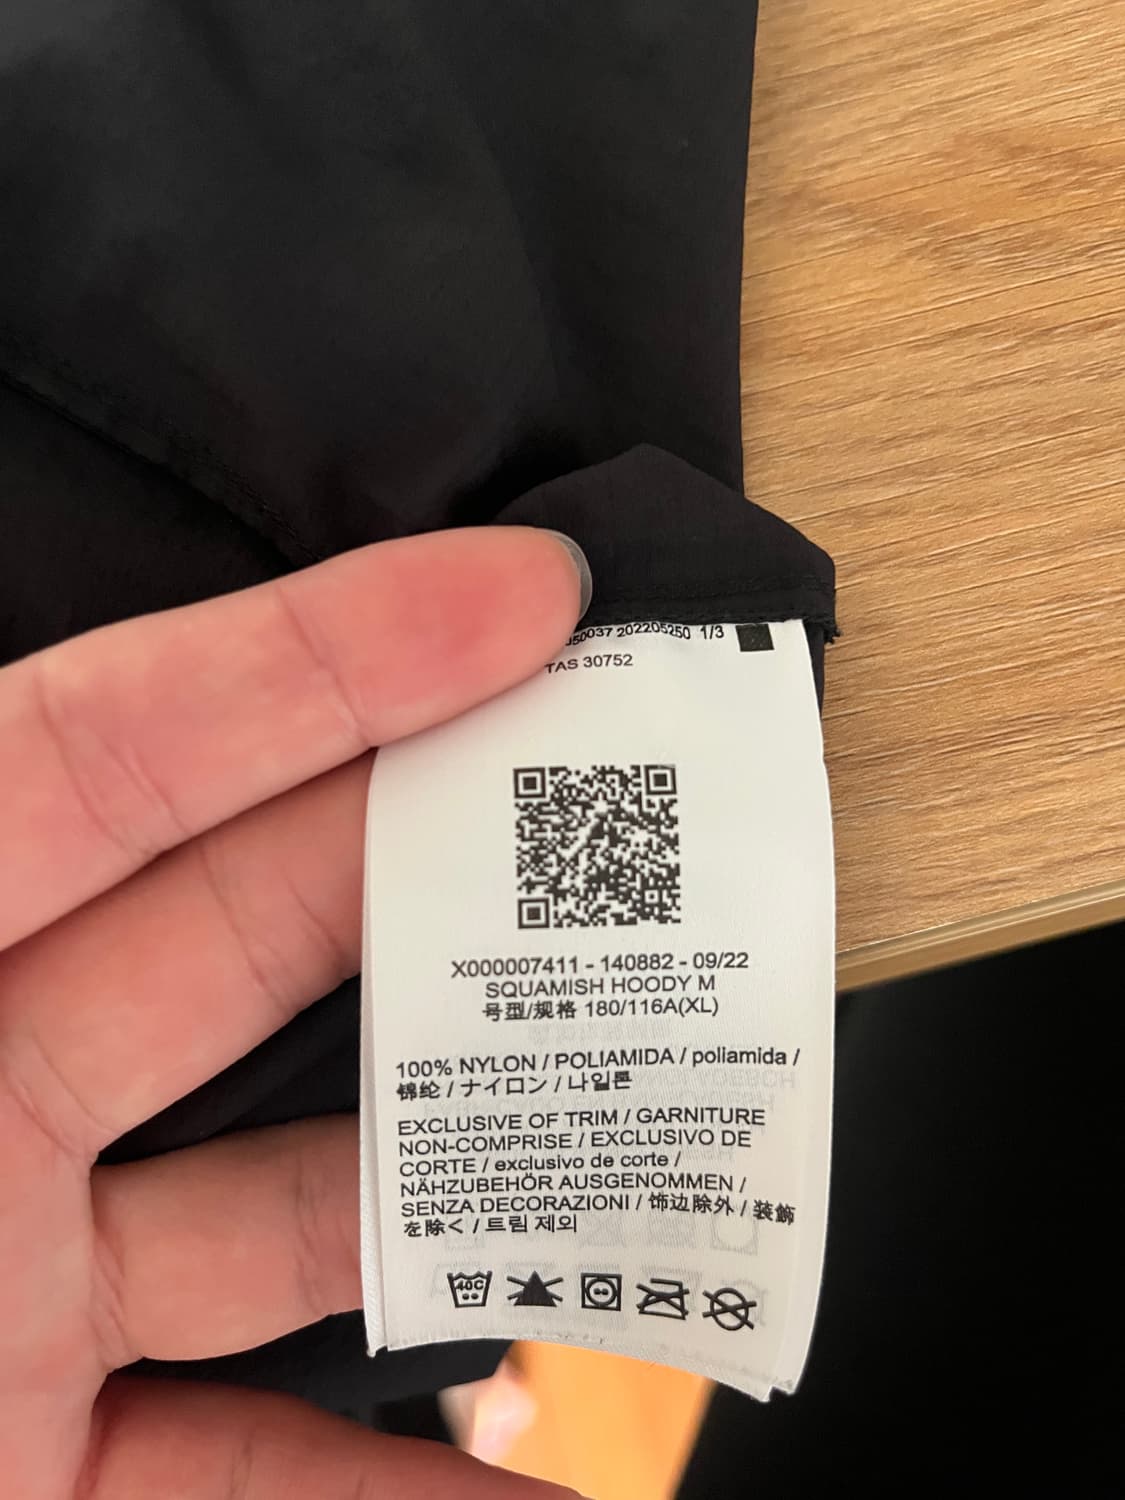 50037 202205250 1/3
TAS 30752
X000007411 - 140882 - 09/22
SQUAMISH HOODY M
号型/规格 180/116A(XL)
100% NYLON / POLIAMIDA / poliamida /
锦纶 / ナイロン / 나일론
EXCLUSIVE OF TRIM / GARNITURE
NON-COMPRISE / EXCLUSIVO DE
CORTE / exclusivo de corte /
NÄHZUBEHÖR AUSGENOMMEN /
SENZA DECORAZIONI / 饰边除外 / 装飾
を除く / 트림 제외
40C